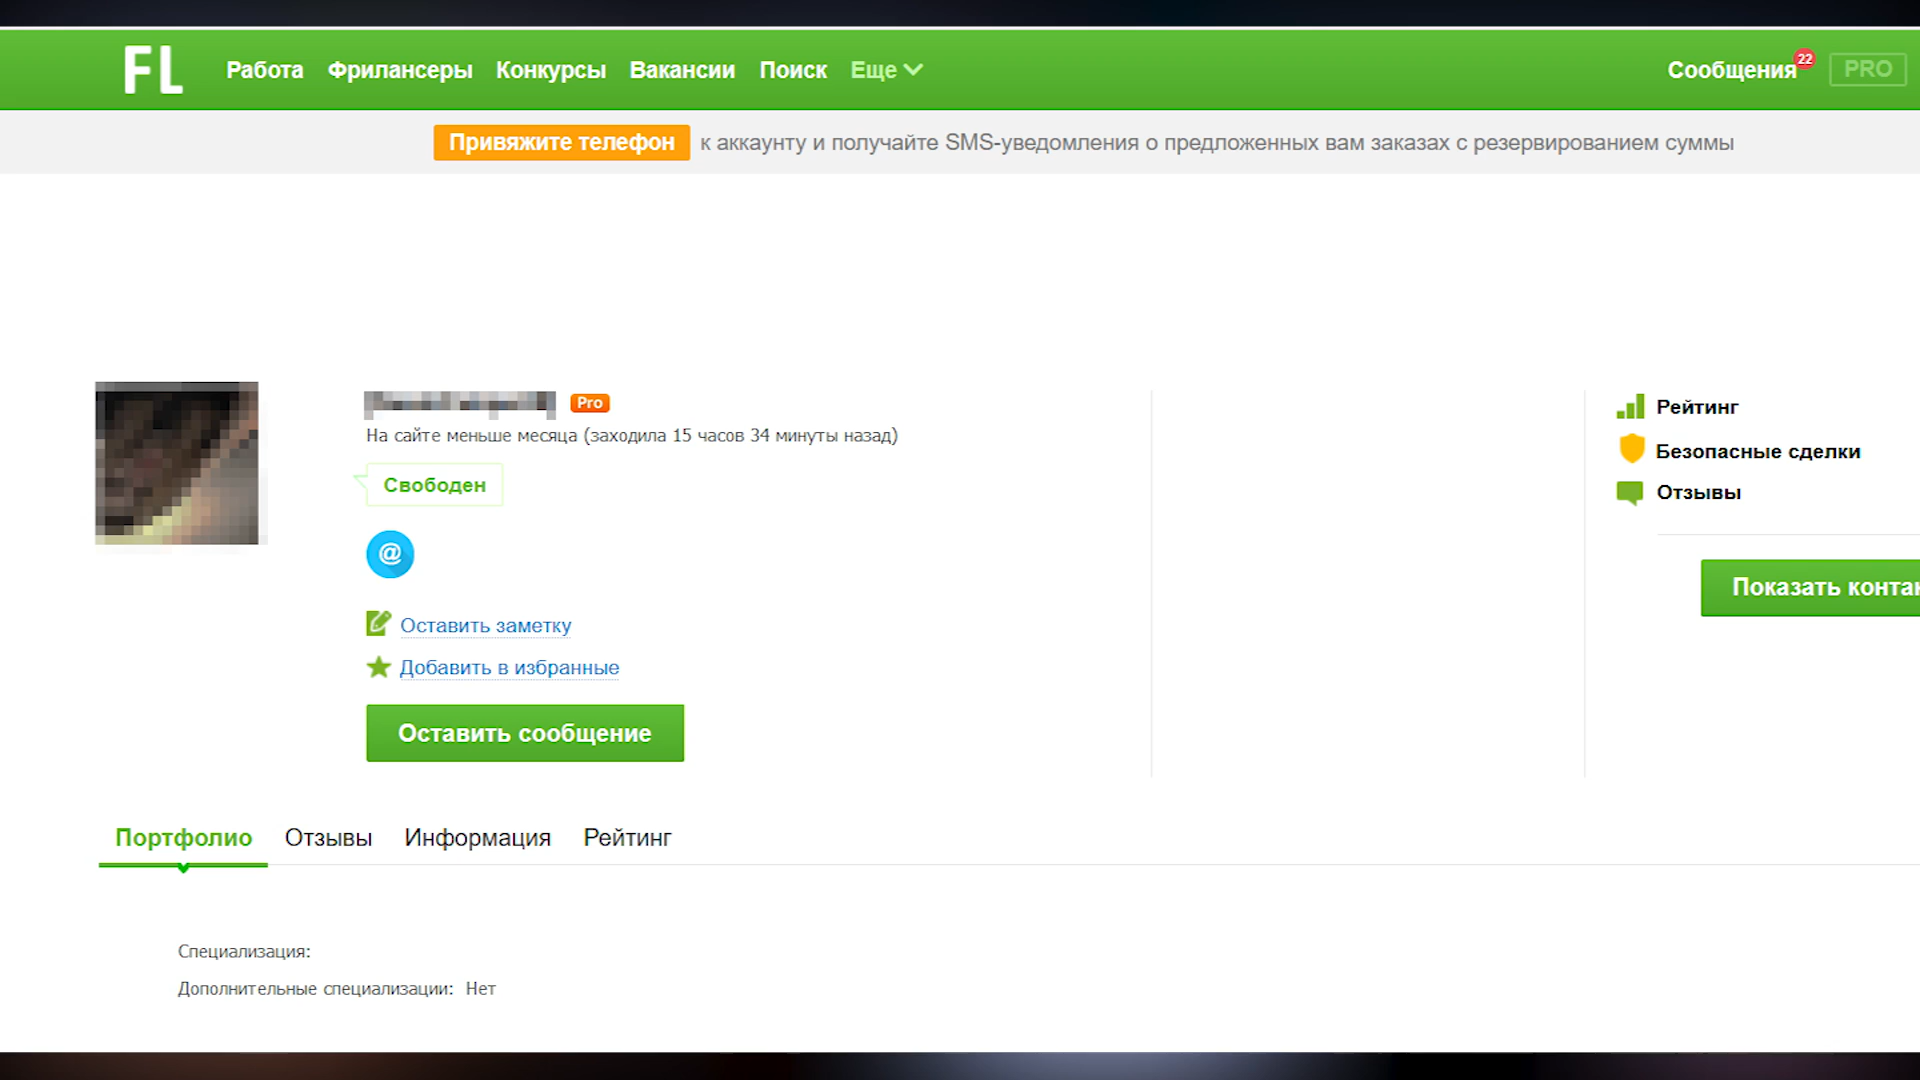 FL Работа Фрилансеры Конкурсы Вакансии Поиск Еще Сообщения 22 PRO
Привяжите телефон к аккаунту и получайте SMS-уведомления о предложенных вам заказах с резервированием суммы
Pro
На сайте меньше месяца (заходила 15 часов 34 минуты назад)
Свободен
@
Оставить заметку
Добавить в избранные
Оставить сообщение
Рейтинг
Безопасные сделки
Отзывы
Показать контак
Портфолио Отзывы Информация Рейтинг
Специализация:
Дополнительные специализации: Нет